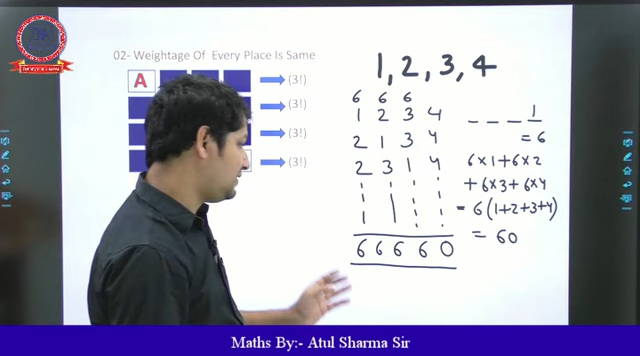 02- Weightage Of Every Place Is Same
1, 2, 3, 4
A (3!)
(3!)
(3!)
(3!)
6 6 6
1 2 3 4
2 1 3 4
2 3 1 4
6 6 6 6 0
_ _ _ 1
= 6
6×1+6×2
+ 6×3+6×4
= 6(1+2+3+4)
= 60
Maths By:- Atul Sharma Sir